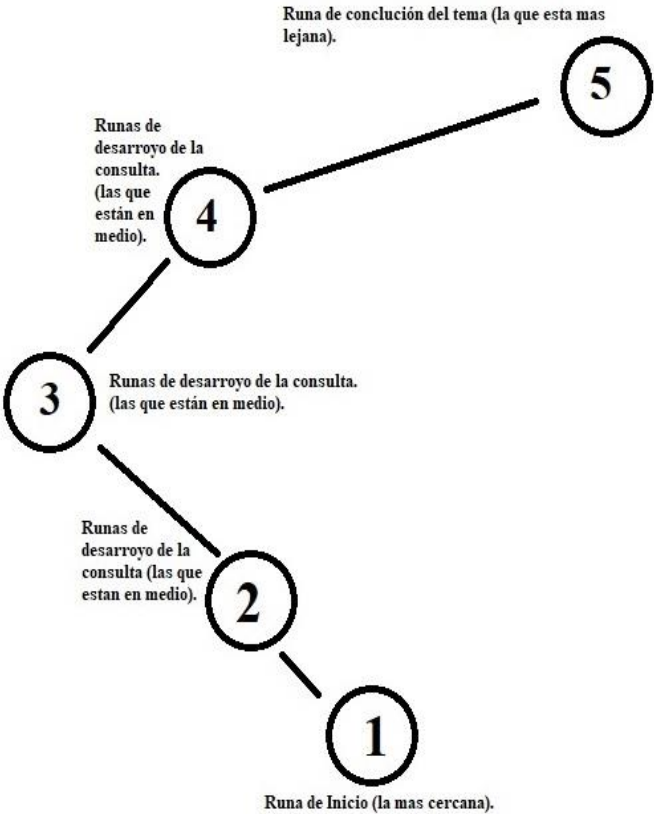 Runa de conclución del tema (la que esta mas
lejana).
5
Runas de
desarroyo de la
consulta.
(las que
están en
medio).
4
3
Runas de desarroyo de la consulta.
(las que están en medio).
Runas de
desarroyo de la
consulta (las que
estan en medio).
2
1
Runa de Inicio (la mas cercana).